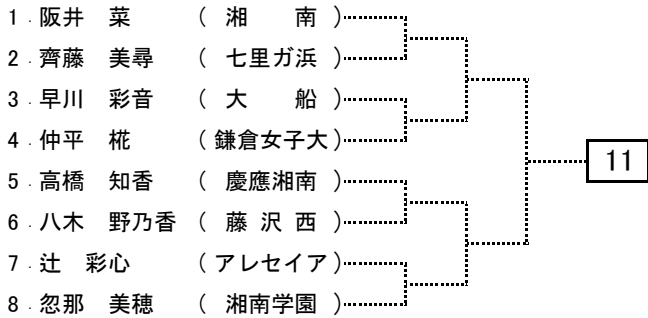 1 . 阪井　菜　（ 湘　南 ）
2 . 齊藤　美尋　（ 七里ガ浜 ）
3 . 早川　彩音　（ 大　船 ）
4 . 仲平　椛　（ 鎌倉女子大 ）
11
5 . 高橋　知香　（ 慶應湘南 ）
6 . 八木　野乃香　（ 藤 沢 西 ）
7 . 辻　彩心　（ アレセイア ）
8 . 忽那　美穂　（ 湘南学園 ）